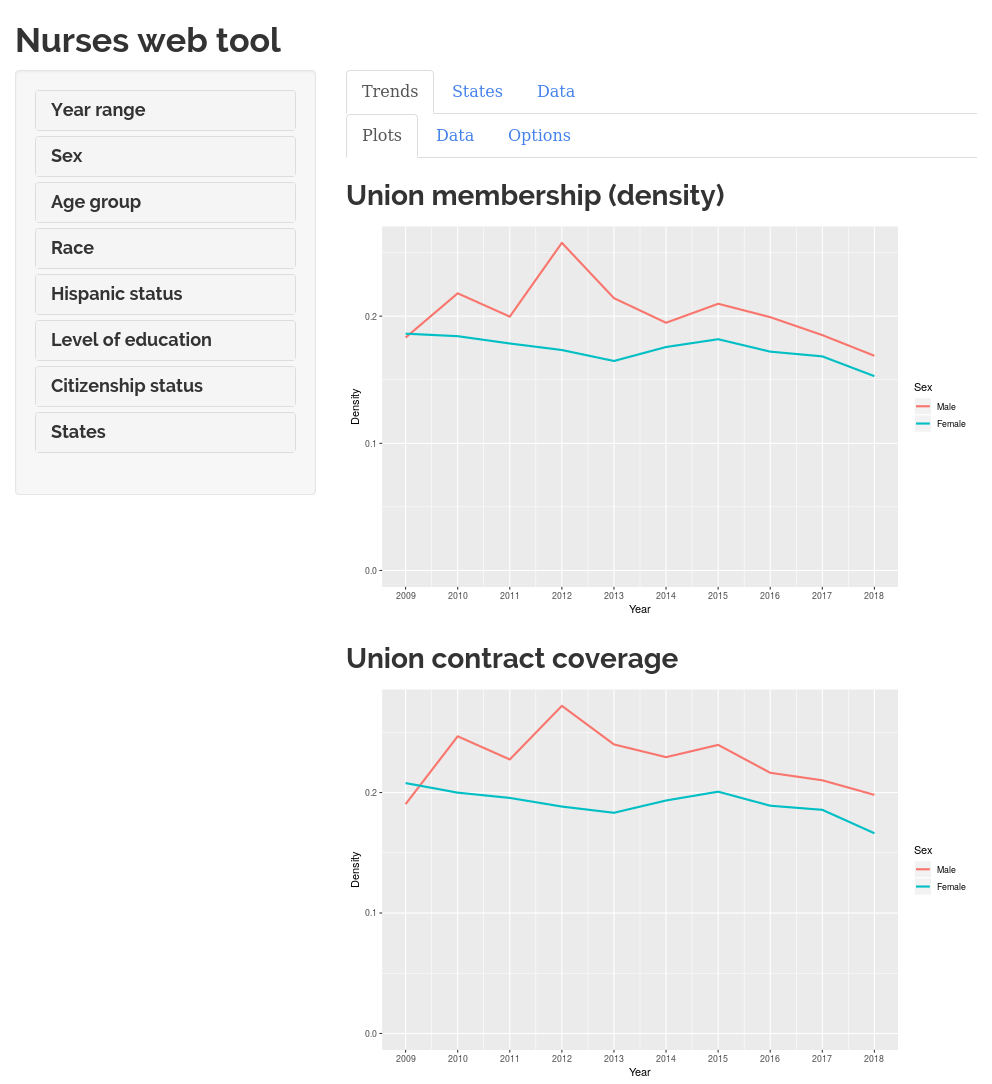 Nurses web tool
Year range
Sex
Age group
Race
Hispanic status
Level of education
Citizenship status
States
Trends States Data
Plots Data Options
Union membership (density)
0.2
0.1
0.0
Density
2009 2010 2011 2012 2013 2014 2015 2016 2017 2018
Year
Sex
Male
Female
Union contract coverage
0.2
0.1
0.0
Density
2009 2010 2011 2012 2013 2014 2015 2016 2017 2018
Year
Sex
Male
Female